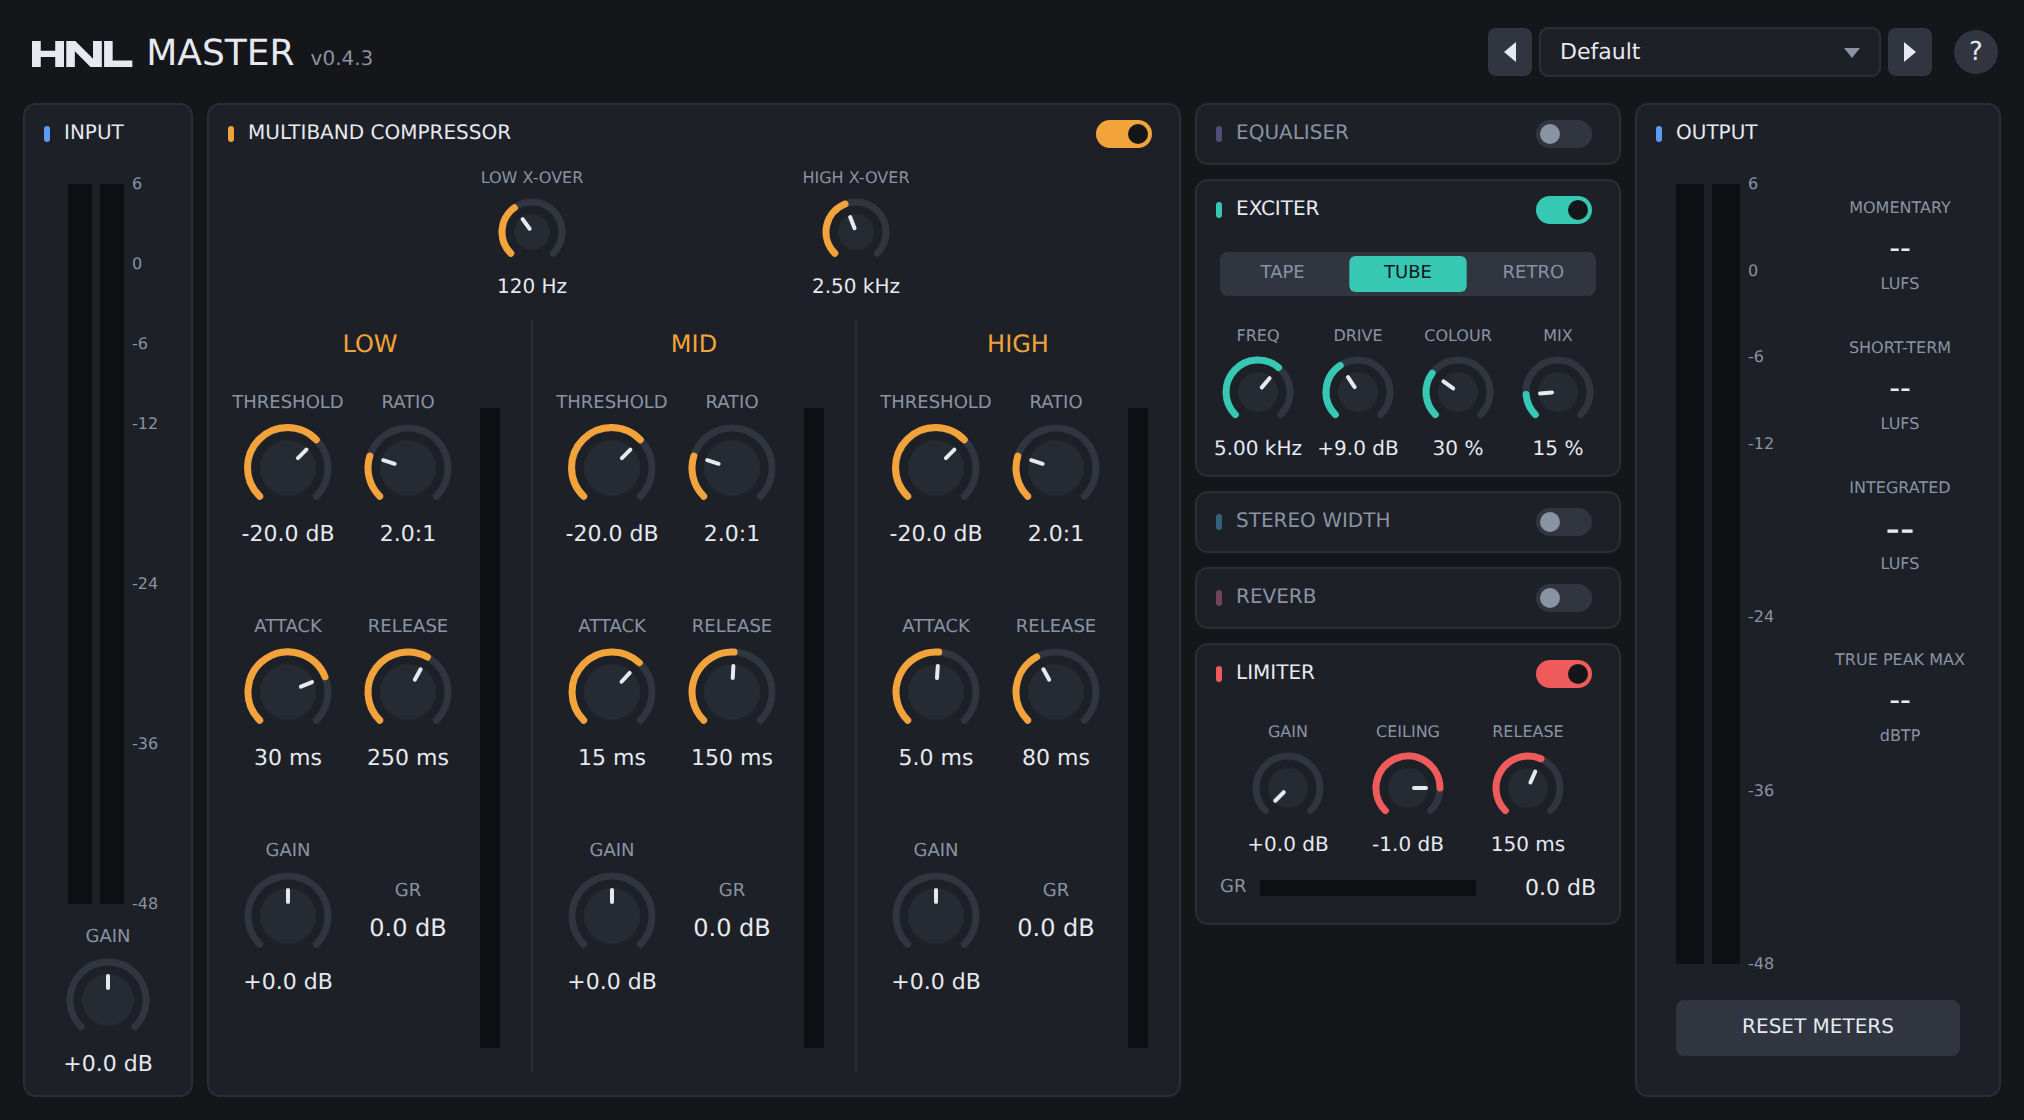 HNL MASTER v0.4.3
Default
?
INPUT
6
0
-6
-12
-24
-36
-48
GAIN
+0.0 dB
MULTIBAND COMPRESSOR
LOW X-OVER
120 Hz
HIGH X-OVER
2.50 kHz
LOW
THRESHOLD RATIO
-20.0 dB 2.0:1
ATTACK RELEASE
30 ms 250 ms
GAIN
GR
0.0 dB
+0.0 dB
MID
THRESHOLD RATIO
-20.0 dB 2.0:1
ATTACK RELEASE
15 ms 150 ms
GAIN
GR
0.0 dB
+0.0 dB
HIGH
THRESHOLD RATIO
-20.0 dB 2.0:1
ATTACK RELEASE
5.0 ms 80 ms
GAIN
GR
0.0 dB
+0.0 dB
EQUALISER
EXCITER
TAPE TUBE RETRO
FREQ DRIVE COLOUR MIX
5.00 kHz +9.0 dB 30 % 15 %
STEREO WIDTH
REVERB
LIMITER
GAIN CEILING RELEASE
+0.0 dB -1.0 dB 150 ms
GR 0.0 dB
OUTPUT
6
0
-6
-12
-24
-36
-48
MOMENTARY
--
LUFS
SHORT-TERM
--
LUFS
INTEGRATED
--
LUFS
TRUE PEAK MAX
--
dBTP
RESET METERS